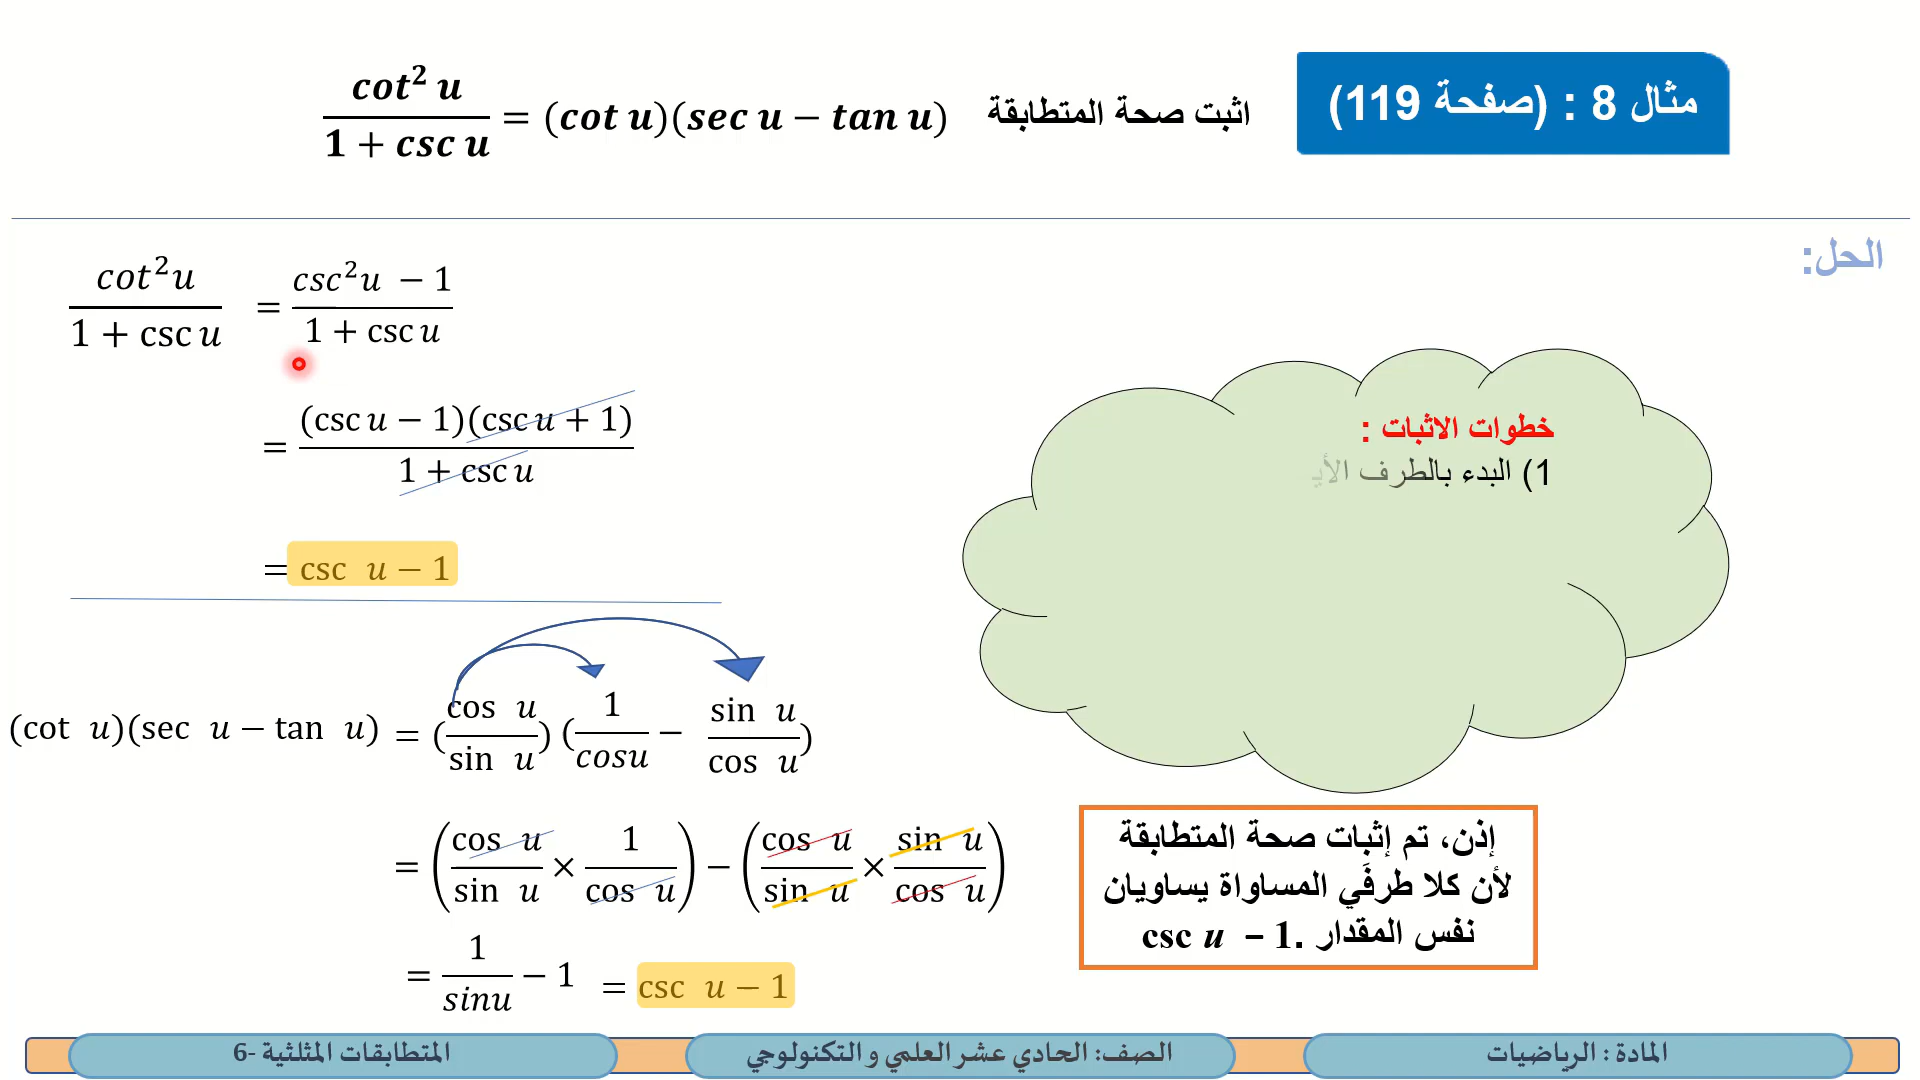 مثال 8 : (صفحة 119)
اثبت صحة المتطابقة cot² u / (1 + csc u) = (cot u)(sec u − tan u)
الحل:
cot²u / (1 + csc u) = (csc²u − 1) / (1 + csc u)
= (csc u − 1)(csc u + 1) / (1 + csc u)
= csc u − 1
خطوات الاثبات :
1) البدء بالطرف
(cot u)(sec u − tan u) = (cos u / sin u) (1 / cosu − sin u / cos u)
= (cos u / sin u × 1 / cos u) − (cos u / sin u × sin u / cos u)
= 1 / sinu − 1 = csc u − 1
إذن، تم إثبات صحة المتطابقة
لأن كلا طرفَي المساواة يساويان
نفس المقدار .csc u − 1
المادة : الرياضيات
الصف: الحادي عشر العلمي و التكنولوجي
المتطابقات المثلثية -6